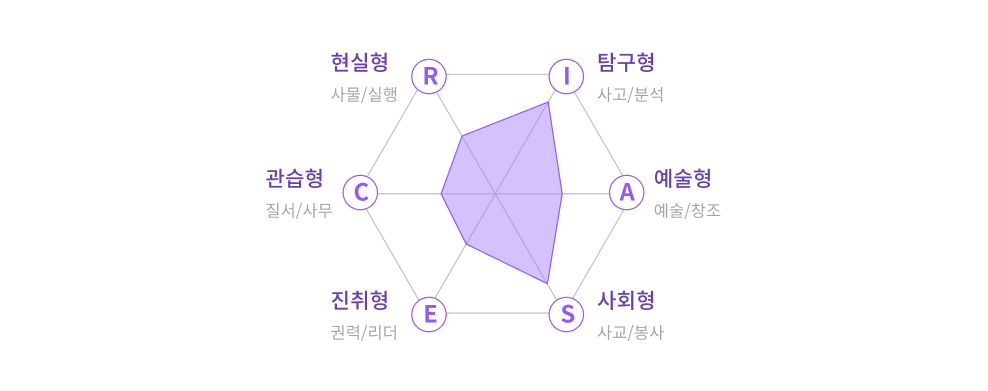 현실형
사물/실행
R
I
탐구형
사고/분석
관습형
질서/사무
C
A
예술형
예술/창조
진취형
권력/리더
E
S
사회형
사교/봉사